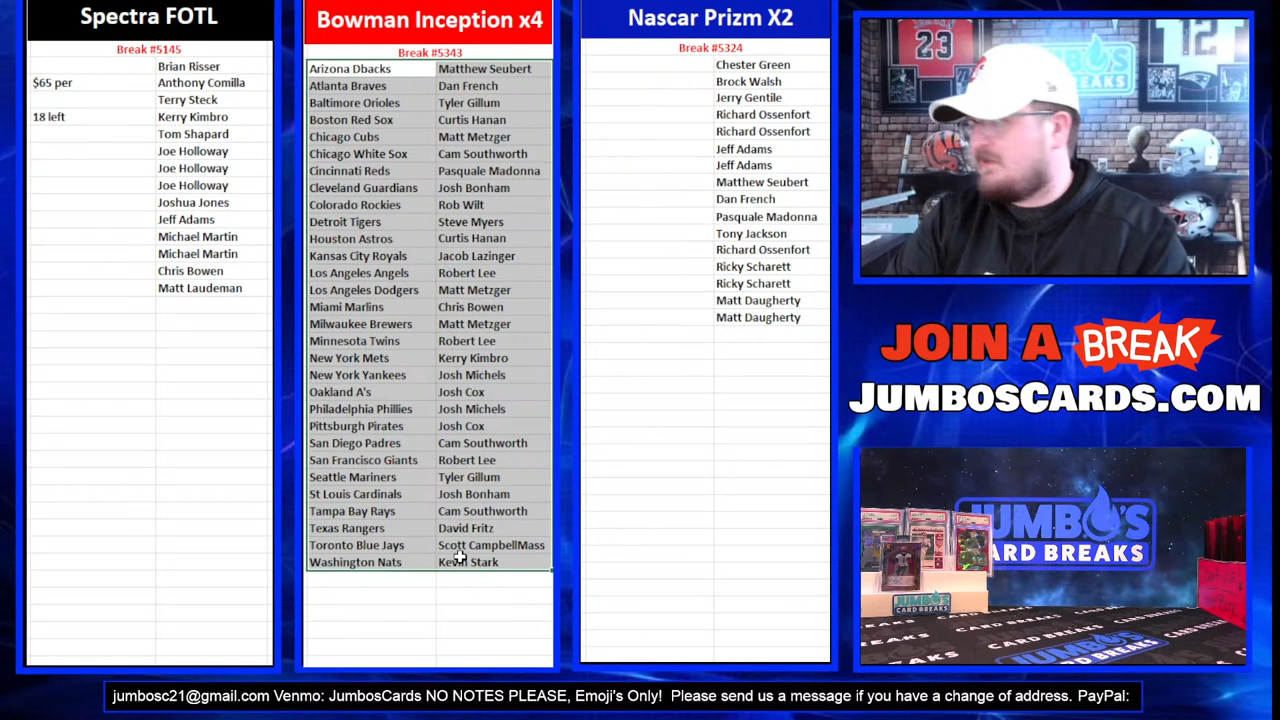 Spectra FOTL
Break #5145
Brian Risser
$65 per Anthony Comilla
Terry Steck
18 left Kerry Kimbro
Tom Shapard
Joe Holloway
Joe Holloway
Joe Holloway
Joshua Jones
Jeff Adams
Michael Martin
Michael Martin
Chris Bowen
Matt Laudeman
Bowman Inception x4
Break #5343
Arizona Dbacks Matthew Seubert
Atlanta Braves Dan French
Baltimore Orioles Tyler Gillum
Boston Red Sox Curtis Hanan
Chicago Cubs Matt Metzger
Chicago White Sox Cam Southworth
Cincinnati Reds Pasquale Madonna
Cleveland Guardians Josh Bonham
Colorado Rockies Rob Wilt
Detroit Tigers Steve Myers
Houston Astros Curtis Hanan
Kansas City Royals Jacob Lazinger
Los Angeles Angels Robert Lee
Los Angeles Dodgers Matt Metzger
Miami Marlins Chris Bowen
Milwaukee Brewers Matt Metzger
Minnesota Twins Robert Lee
New York Mets Kerry Kimbro
New York Yankees Josh Michels
Oakland A's Josh Cox
Philadelphia Phillies Josh Michels
Pittsburgh Pirates Josh Cox
San Diego Padres Cam Southworth
San Francisco Giants Robert Lee
Seattle Mariners Tyler Gillum
St Louis Cardinals Josh Bonham
Tampa Bay Rays Cam Southworth
Texas Rangers David Fritz
Toronto Blue Jays Scott CampbellMass
Washington Nats Kevin Stark
Nascar Prizm X2
Break #5324
Chester Green
Brock Walsh
Jerry Gentile
Richard Ossenfort
Richard Ossenfort
Jeff Adams
Jeff Adams
Matthew Seubert
Dan French
Pasquale Madonna
Tony Jackson
Richard Ossenfort
Ricky Scharett
Ricky Scharett
Matt Daugherty
Matt Daugherty
23
12
JOIN A BREAK
JUMBOSCARDS.COM
JUMBO'S
CARD BREAKS
JUMBO'S
CARD BREAKS
JUMBO'S
CARD BREAKS
jumbosc21@gmail.com Venmo: JumbosCards NO NOTES PLEASE, Emoji's Only! Please send us a message if you have a change of address. PayPal: